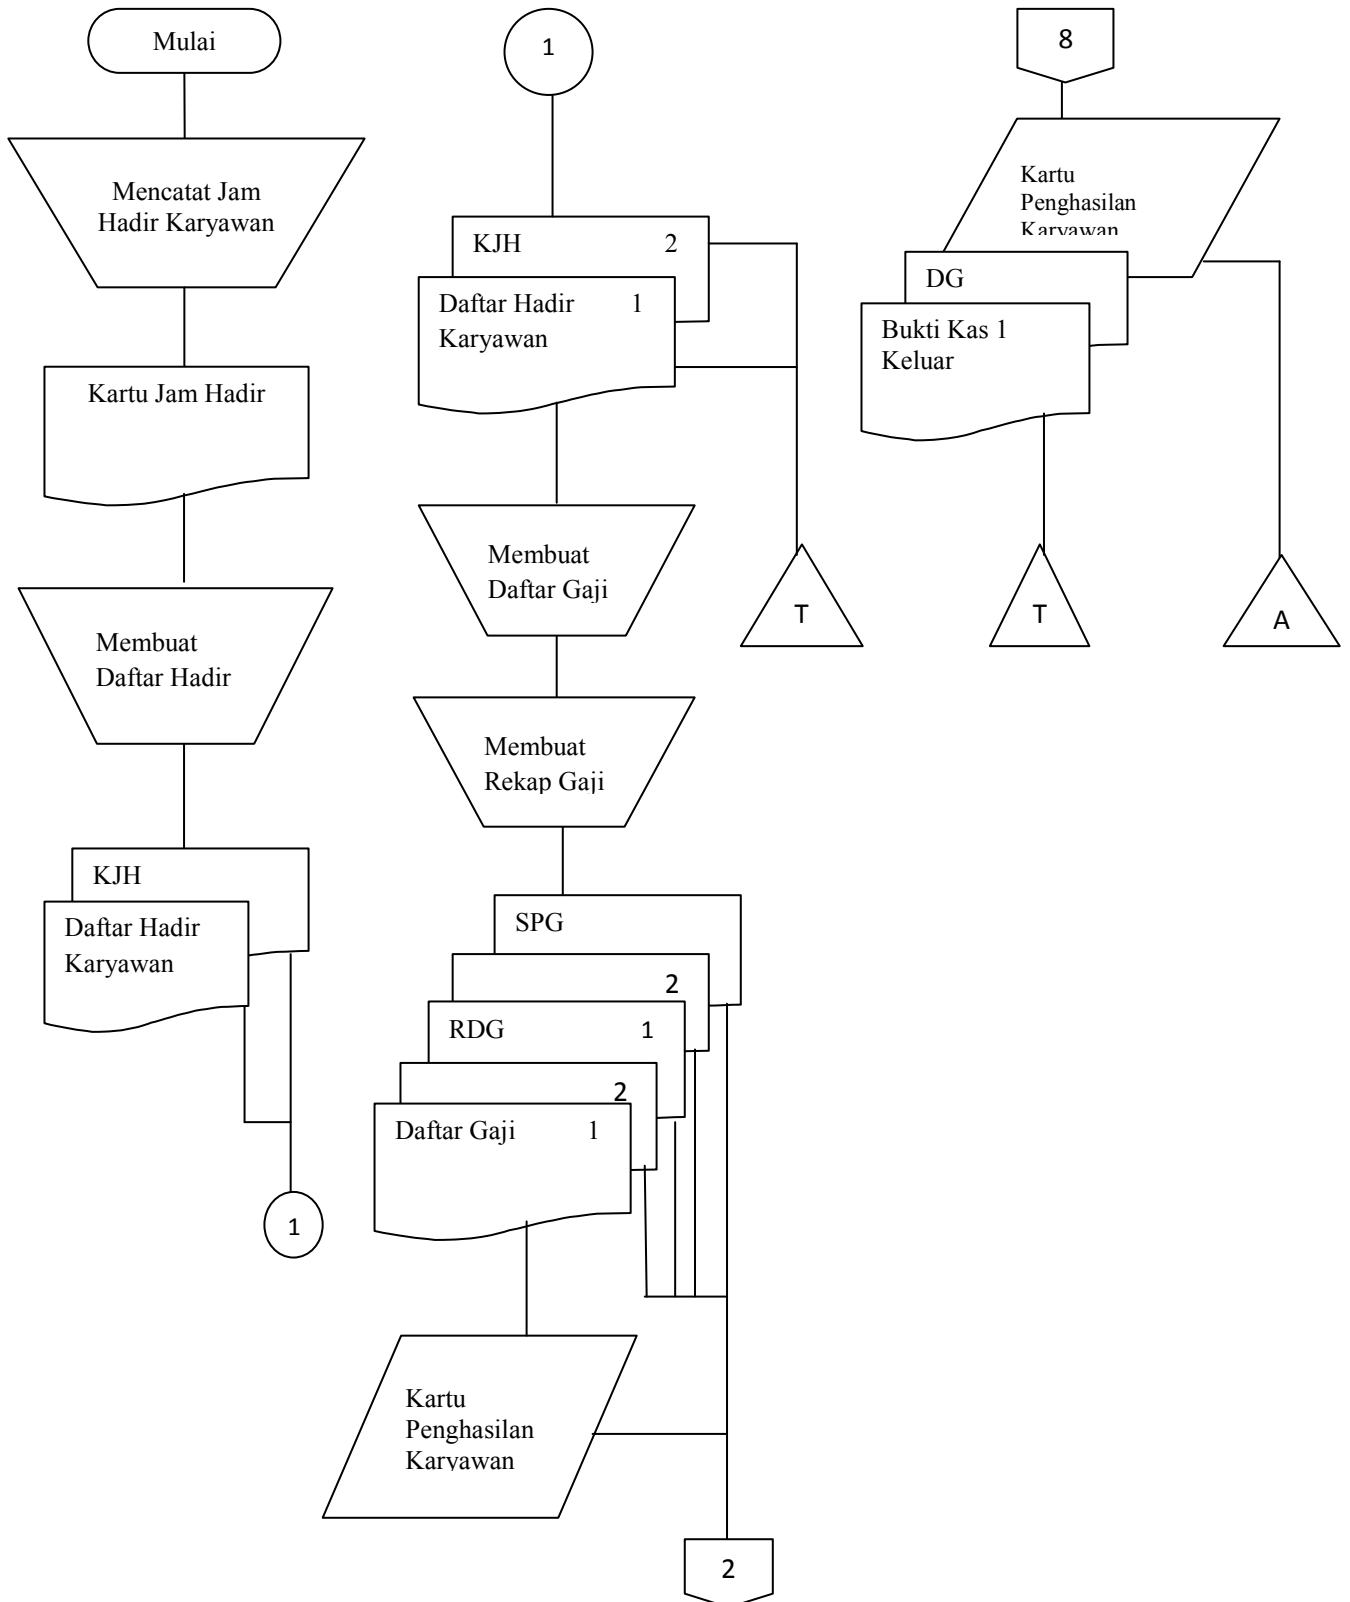 Mulai
Mencatat Jam
Hadir Karyawan
Kartu Jam Hadir
Membuat
Daftar Hadir
KJH
Daftar Hadir
Karyawan
1
1
KJH 2
Daftar Hadir 1
Karyawan
Membuat
Daftar Gaji
T
Membuat
Rekap Gaji
SPG
2
RDG 1
2
Daftar Gaji 1
Kartu
Penghasilan
Karyawan
2
8
Kartu
Penghasilan
Karyawan
DG
Bukti Kas 1
Keluar
T
A